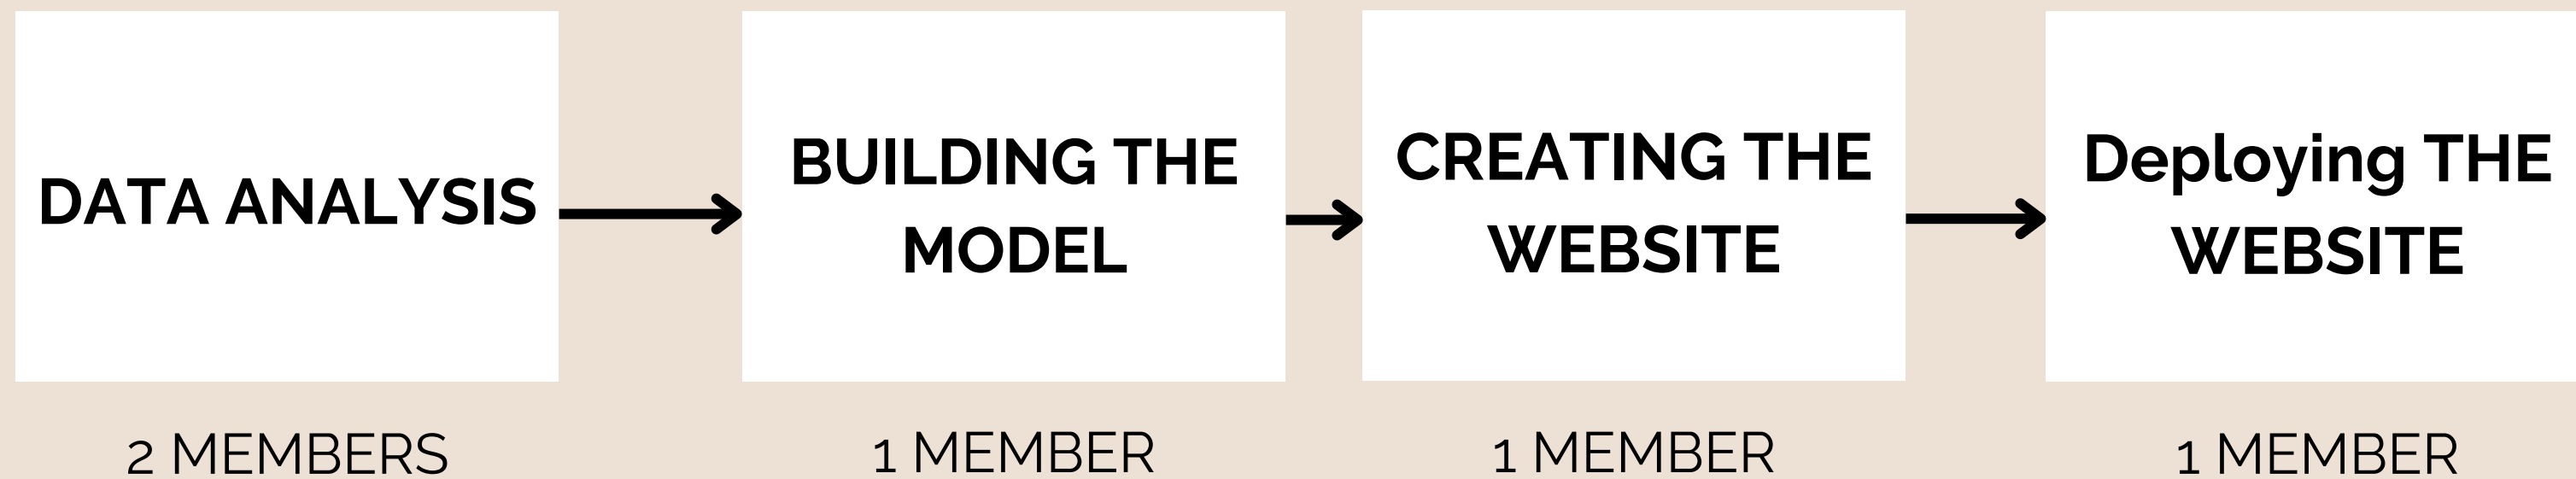 DATA ANALYSIS
2 MEMBERS
BUILDING THE
MODEL
1 MEMBER
CREATING THE
WEBSITE
1 MEMBER
Deploying THE
WEBSITE
1 MEMBER